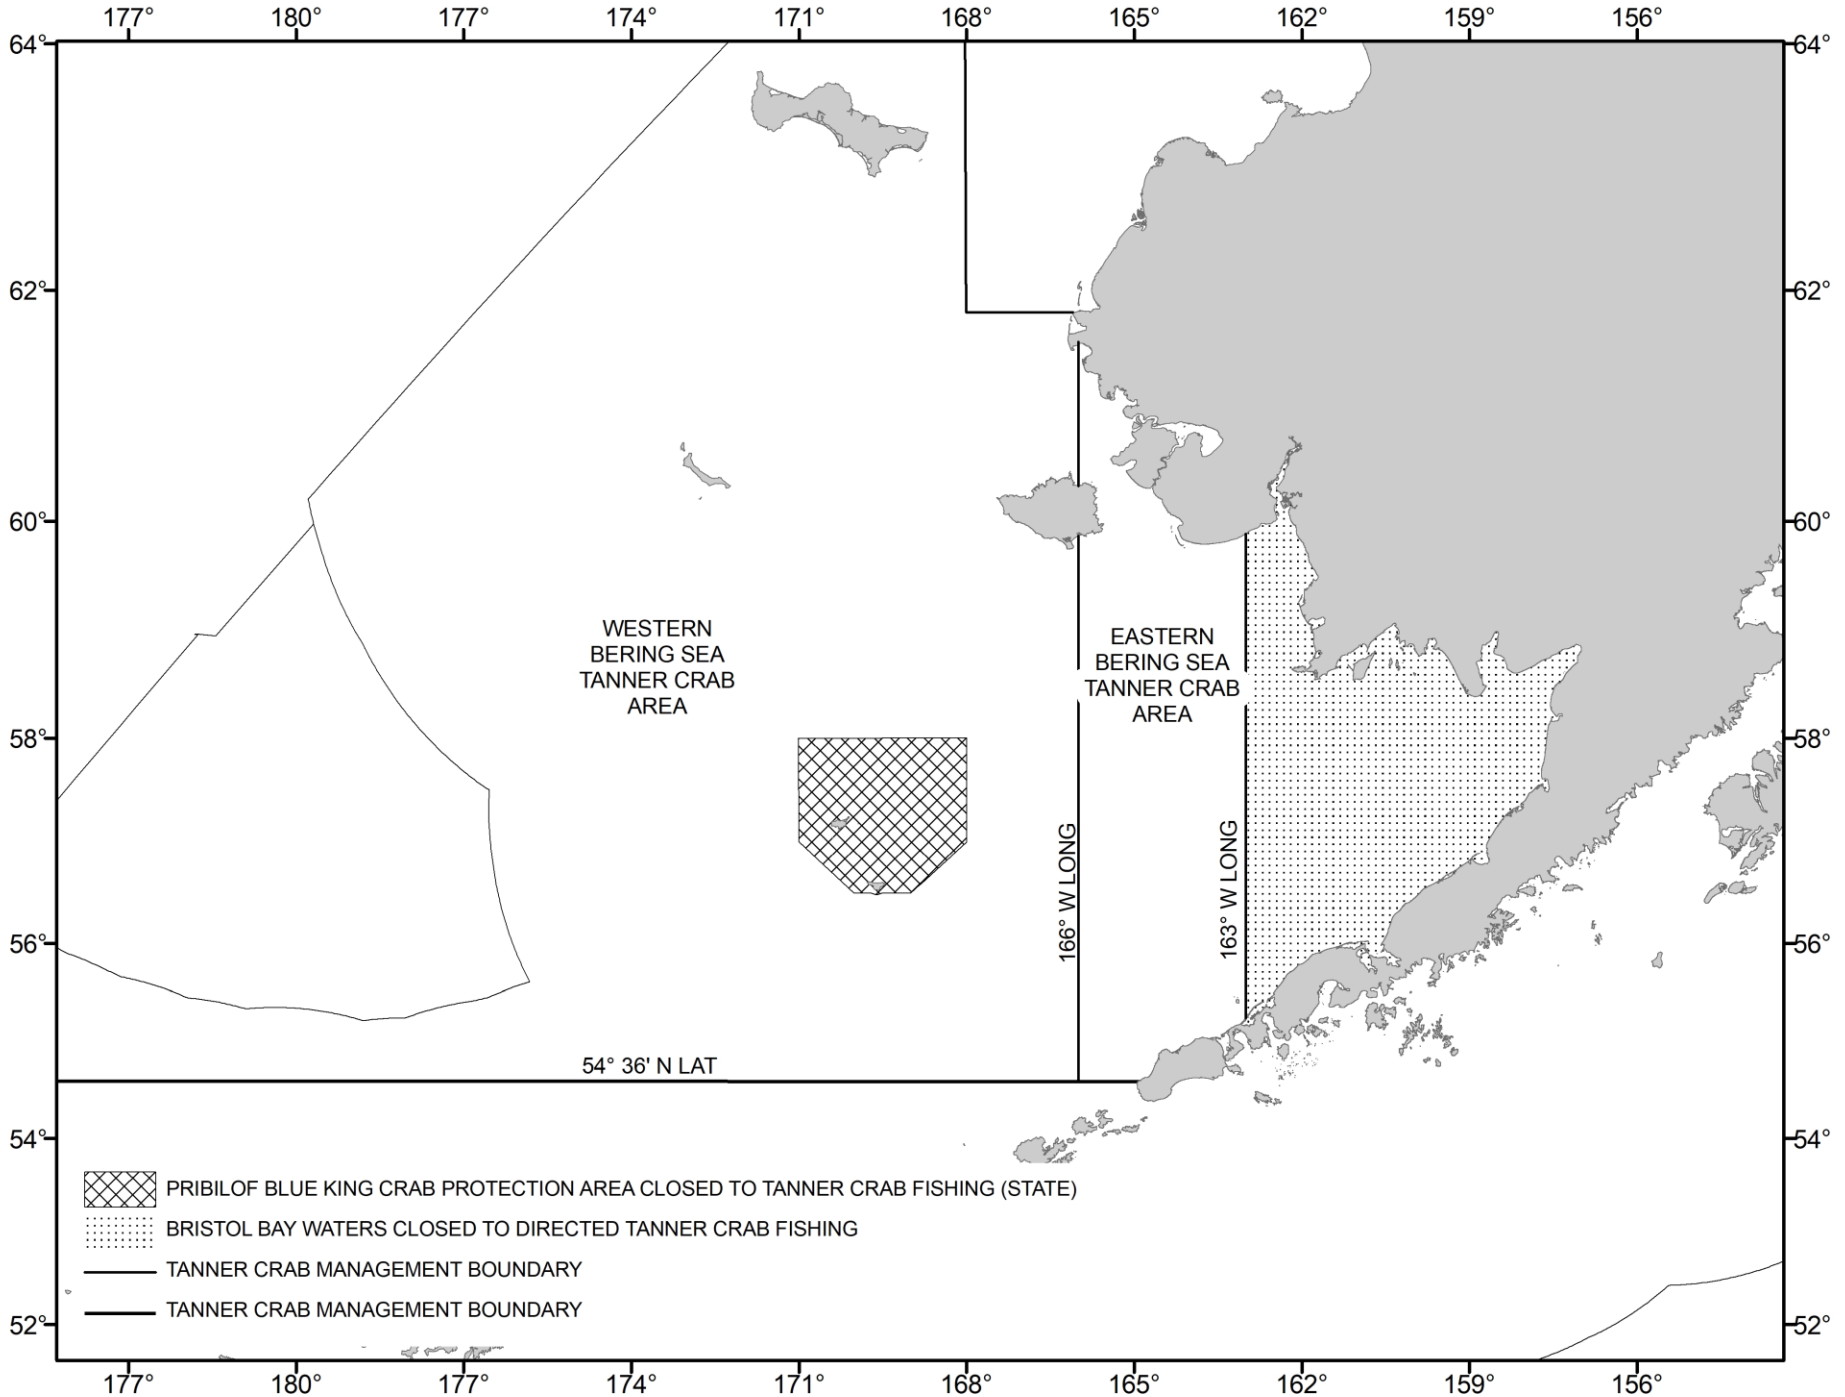 177° 180° 177° 174° 171° 168° 165° 162° 159° 156°
64° 64°
62° 62°
60° 60°
WESTERN
BERING SEA
TANNER CRAB
AREA
EASTERN
BERING SEA
TANNER CRAB
AREA
58° 58°
166° W LONG
163° W LONG
56° 56°
54° 36' N LAT
54° 54°
PRIBILOF BLUE KING CRAB PROTECTION AREA CLOSED TO TANNER CRAB FISHING (STATE)
BRISTOL BAY WATERS CLOSED TO DIRECTED TANNER CRAB FISHING
TANNER CRAB MANAGEMENT BOUNDARY
TANNER CRAB MANAGEMENT BOUNDARY
52° 52°
177° 180° 177° 174° 171° 168° 165° 162° 159° 156°